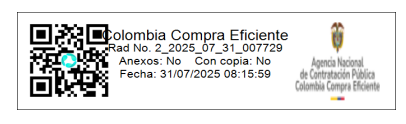 Colombia Compra Eficiente
Rad No. 2_2025_07_31_007729
Anexos: No Con copia: No
Fecha: 31/07/2025 08:15:59
Agencia Nacional
de Contratación Pública
Colombia Compra Eficiente